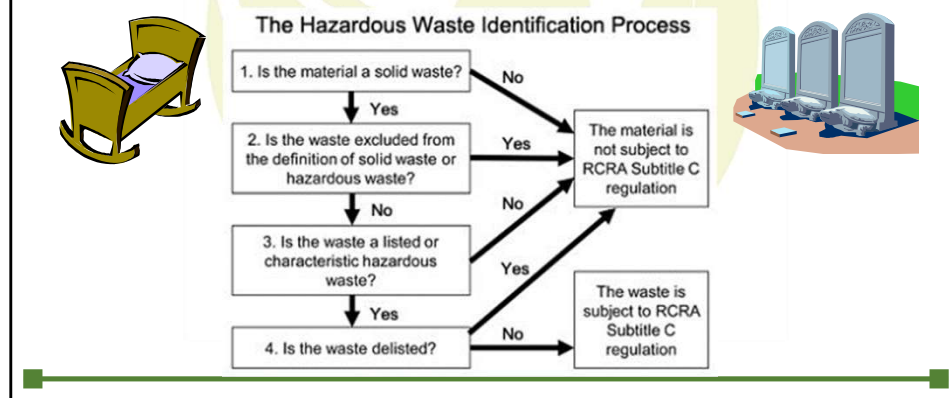 The Hazardous Waste Identification Process
1. Is the material a solid waste?
No
Yes
2. Is the waste excluded from
the definition of solid waste or
hazardous waste?
Yes
The material is
not subject to
RCRA Subtitle C
regulation
No
No
3. Is the waste a listed or
characteristic hazardous
waste?
Yes
Yes
4. Is the waste delisted?
No
The waste is
subject to RCRA
Subtitle C
regulation